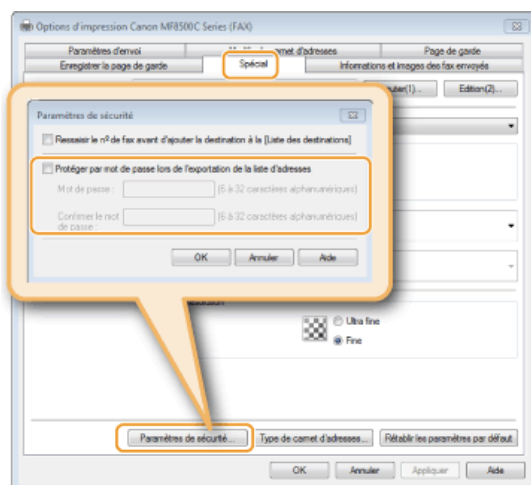 Options d'impression Canon MF8500C Series (FAX)
Paramètres d'envoi
carnet d'adresses
Page de garde
Enregistrer la page de garde
Spécial
Informations et images des fax envoyés
Edition(2)...
Paramètres de sécurité
Ressaisir le nº de fax avant d'ajouter la destination à la [Liste des destinations]
Protéger par mot de passe lors de l'exportation de la liste d'adresses
Mot de passe :
[6 à 32 caractères alphanumériques]
Confirmer le mot
de passe :
[6 à 32 caractères alphanumériques]
OK
Annuler
Aide
Ultra fine
Fine
Paramètres de sécurité...
Type de carnet d'adresses...
Rétablir les paramètres par défaut
OK
Annuler
Appliquer
Aide